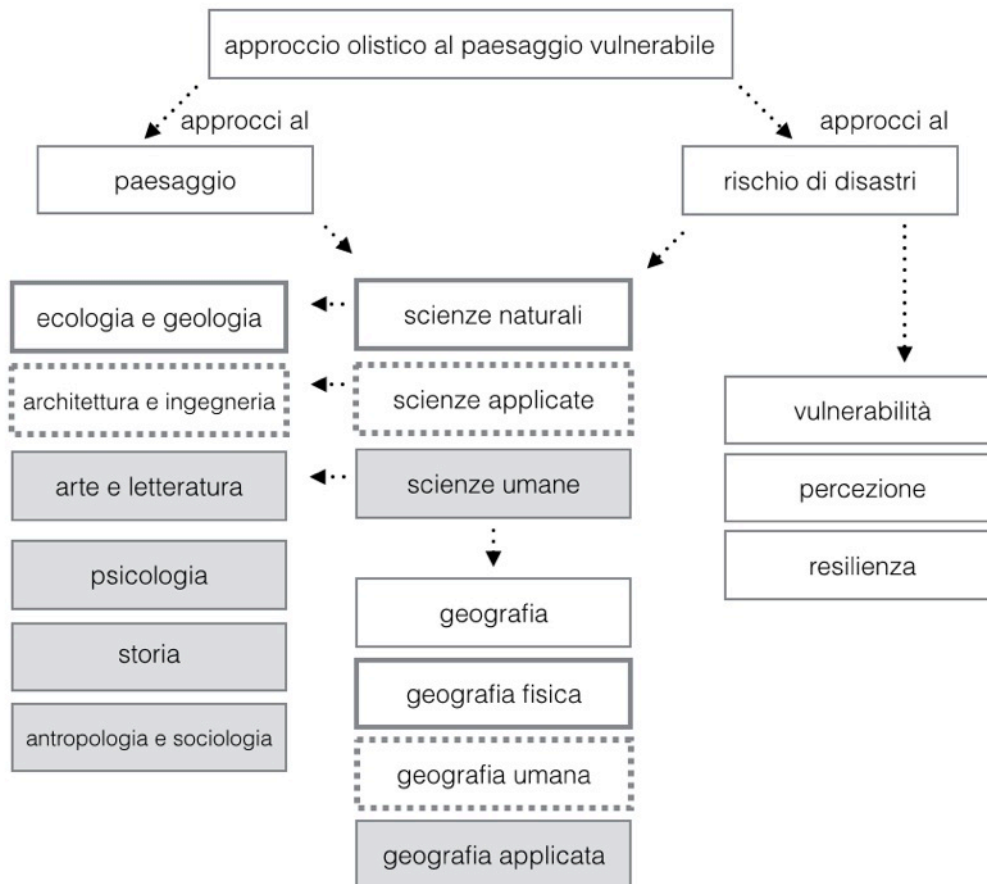 approccio olistico al paesaggio vulnerabile
approcci al
approcci al
paesaggio
rischio di disastri
ecologia e geologia
scienze naturali
architettura e ingegneria
scienze applicate
vulnerabilità
arte e letteratura
scienze umane
percezione
resilienza
psicologia
geografia
storia
geografia fisica
antropologia e sociologia
geografia umana
geografia applicata